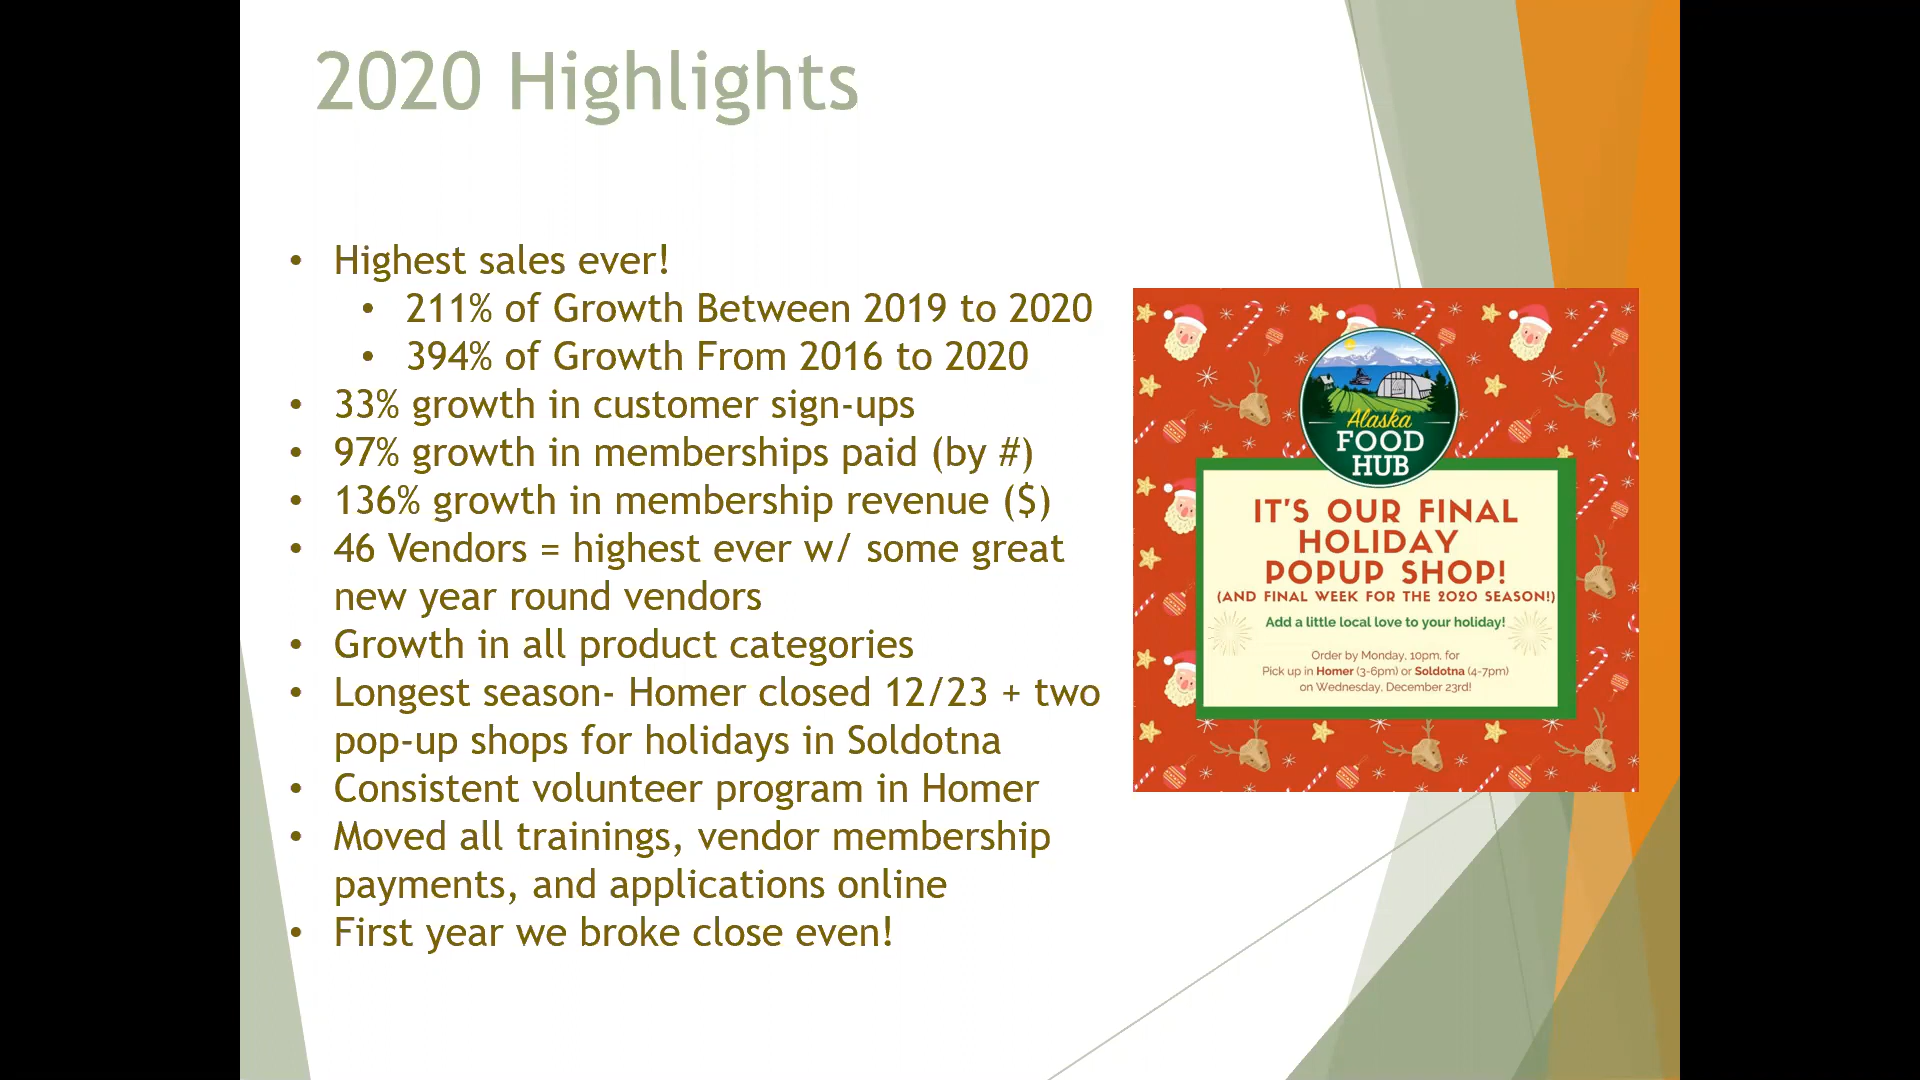 2020 Highlights
• Highest sales ever!
• 211% of Growth Between 2019 to 2020
• 394% of Growth From 2016 to 2020
• 33% growth in customer sign-ups
• 97% growth in memberships paid (by #)
• 136% growth in membership revenue ($)
• 46 Vendors = highest ever w/ some great
new year round vendors
• Growth in all product categories
• Longest season- Homer closed 12/23 + two
pop-up shops for holidays in Soldotna
• Consistent volunteer program in Homer
• Moved all trainings, vendor membership
payments, and applications online
• First year we broke close even!
Alaska
FOOD
HUB
IT'S OUR FINAL
HOLIDAY
POPUP SHOP!
(AND FINAL WEEK FOR THE 2020 SEASON!)
Add a little local love to your holiday!
Order by Monday, 10pm, for
Pick up in Homer (3-6pm) or Soldotna (4-7pm)
on Wednesday, December 23rd!